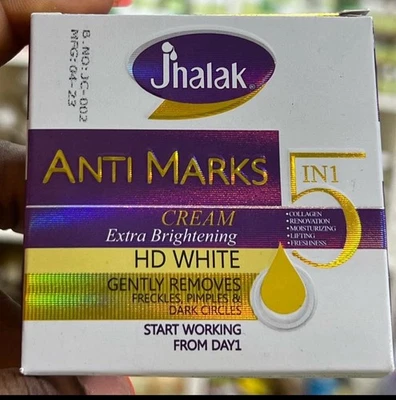 B.NO:JC-002
MFG:04-23
Jhalak
ANTI MARKS
5 IN1
CREAM
Extra Brightening
• COLLAGEN
• RENOVATION
• MOISTURIZING
• LIFTING
• FRESHNESS
HD WHITE
GENTLY REMOVES
FRECKLES, PIMPLES &
DARK CIRCLES
START WORKING
FROM DAY1